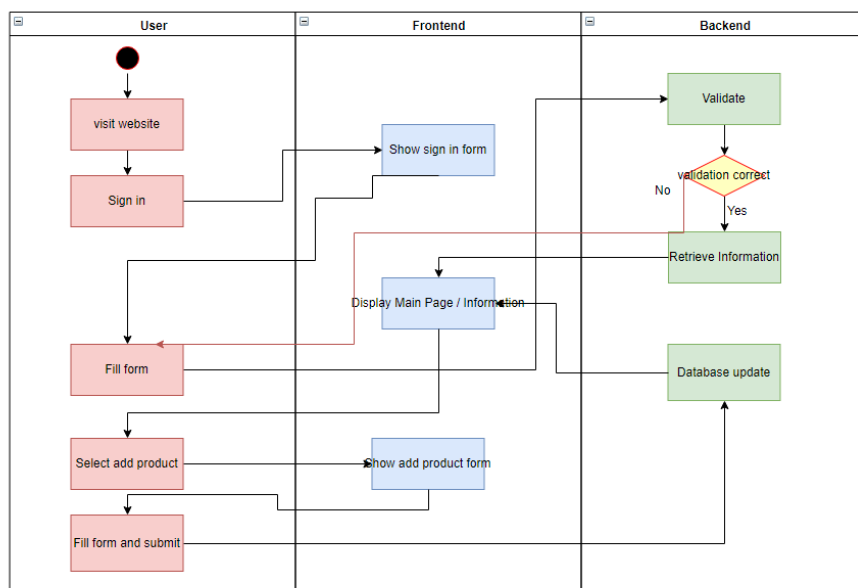 User
Frontend
Backend
visit website
Validate
Show sign in form
Sign in
validation correct
No
Yes
Retrieve Information
Display Main Page / Information
Fill form
Database update
Select add product
Show add product form
Fill form and submit